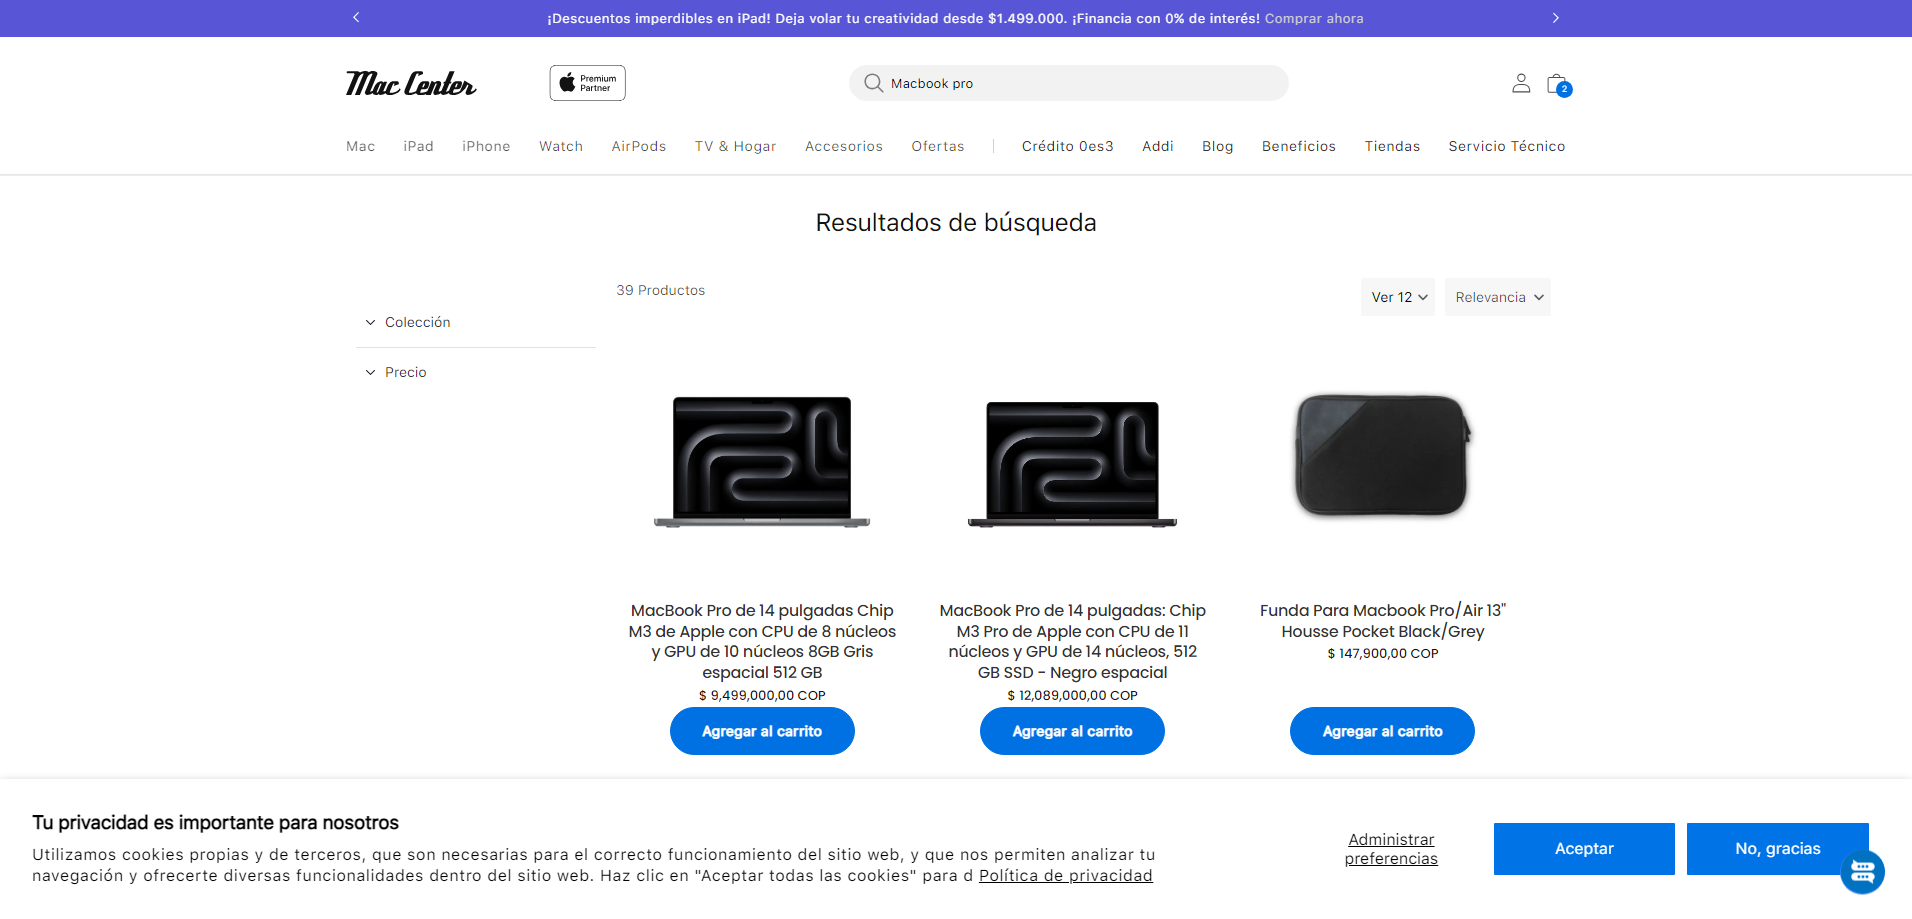 ¡Descuentos imperdibles en iPad! Deja volar tu creatividad desde $1.499.000. ¡Financia con 0% de interés! Comprar ahora
Mac Center
Premium
Partner
Macbook pro
2
Mac iPad iPhone Watch AirPods TV & Hogar Accesorios Ofertas Crédito 0es3 Addi Blog Beneficios Tiendas Servicio Técnico
Resultados de búsqueda
39 Productos
Ver 12
Relevancia
Colección
Precio
MacBook Pro de 14 pulgadas Chip
M3 de Apple con CPU de 8 núcleos
y GPU de 10 núcleos 8GB Gris
espacial 512 GB
$ 9,499,000,00 COP
Agregar al carrito
MacBook Pro de 14 pulgadas: Chip
M3 Pro de Apple con CPU de 11
núcleos y GPU de 14 núcleos, 512
GB SSD - Negro espacial
$ 12,089,000,00 COP
Agregar al carrito
Funda Para Macbook Pro/Air 13"
Housse Pocket Black/Grey
$ 147,900,00 COP
Agregar al carrito
Tu privacidad es importante para nosotros
Utilizamos cookies propias y de terceros, que son necesarias para el correcto funcionamiento del sitio web, y que nos permiten analizar tu
navegación y ofrecerte diversas funcionalidades dentro del sitio web. Haz clic en "Aceptar todas las cookies" para d Política de privacidad
Administrar
preferencias
Aceptar
No, gracias